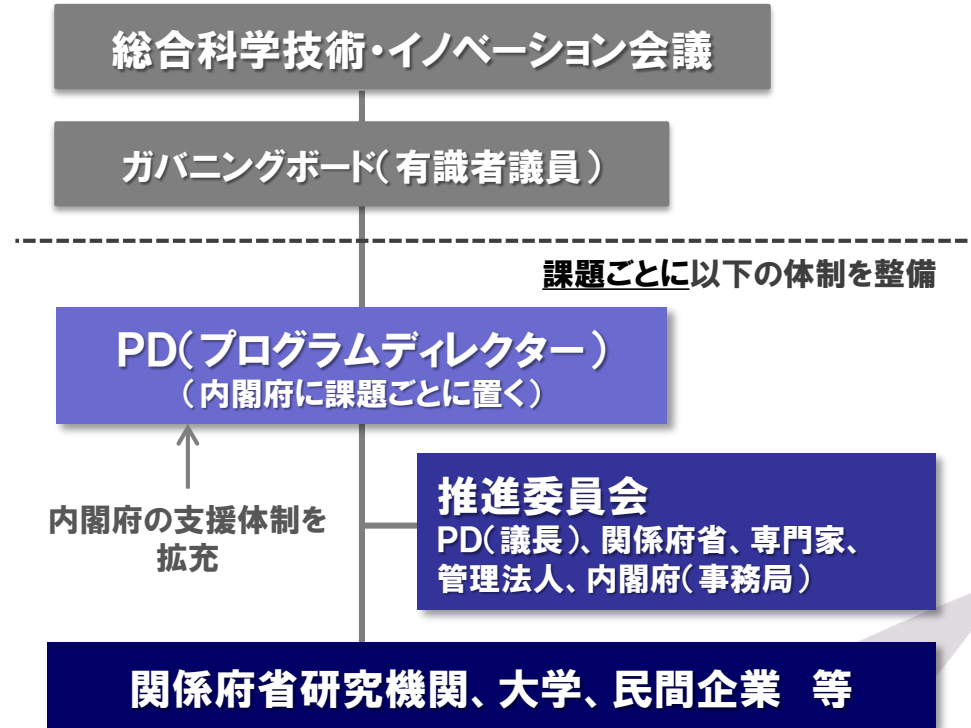 総合科学技術・イノベーション会議
ガバニングボード(有識者議員)
課題ごとに以下の体制を整備
PD(プログラムディレクター)
(内閣府に課題ごとに置く)
内閣府の支援体制を
拡充
推進委員会
PD(議長)、関係府省、専門家、
管理法人、内閣府(事務局)
関係府省研究機関、大学、民間企業 等